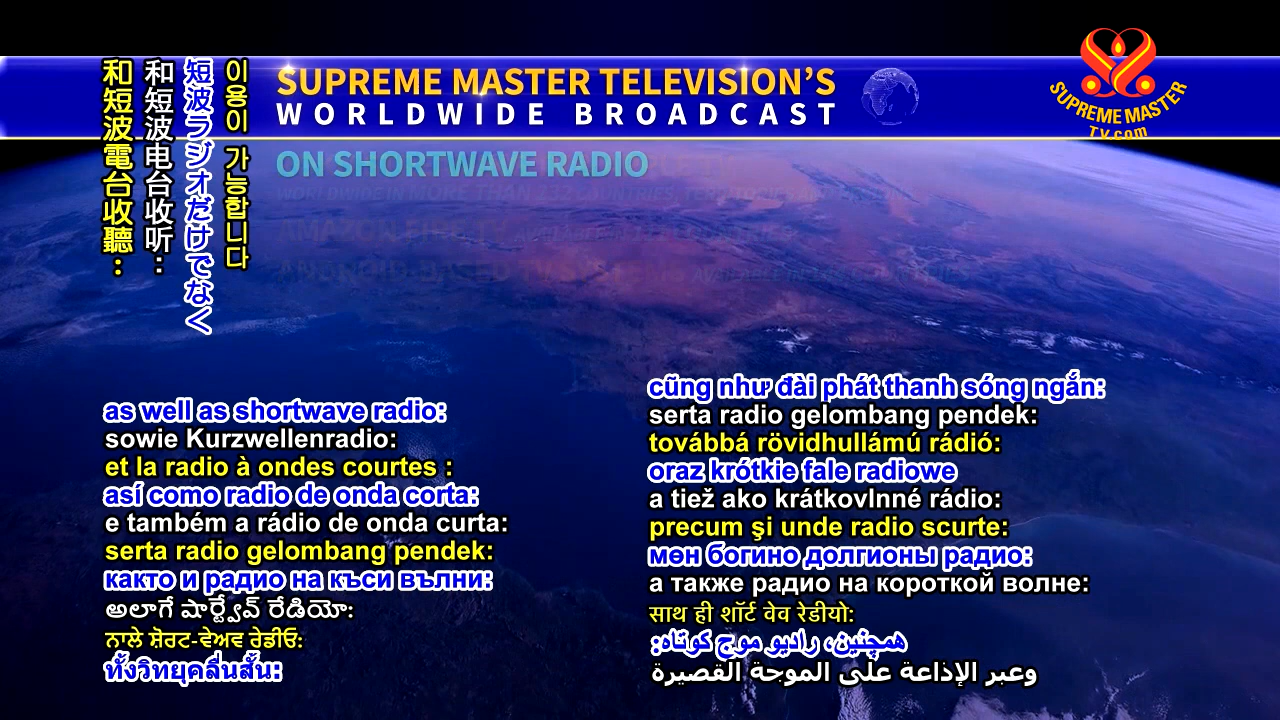 和短波電台收聽：
和短波电台收听：
短波ラジオだけでなく
이용이 가능합니다
SUPREME MASTER TELEVISION'S
WORLDWIDE BROADCAST
ON SHORTWAVE RADIO
SUPREME MASTER
TV.com
as well as shortwave radio:
sowie Kurzwellenradio:
et la radio à ondes courtes :
así como radio de onda corta:
e também a rádio de onda curta:
serta radio gelombang pendek:
както и радио на къси вълни:
ಅಲಾಗೇ ಷಾರ್ಟ್ವೇವ್ ರೇಡಿಯೋ:
ਨਾਲੇ ਸ਼ੋਰਟ-ਵੇਅਵ ਰੇਡੀਓ:
ทั้งวิทยุคลื่นสั้น:
cũng như đài phát thanh sóng ngắn:
serta radio gelombang pendek:
továbbá rövidhullámú rádió:
oraz krótkie fale radiowe
a tiež ako krátkovlnné rádio:
precum şi unde radio scurte:
мөн богино долгионы радио:
а также радио на короткой волне:
साथ ही शॉर्ट वेव रेडीयो:
همچنین، رادیو موج کوتاه:
وعبر الإذاعة على الموجة القصيرة